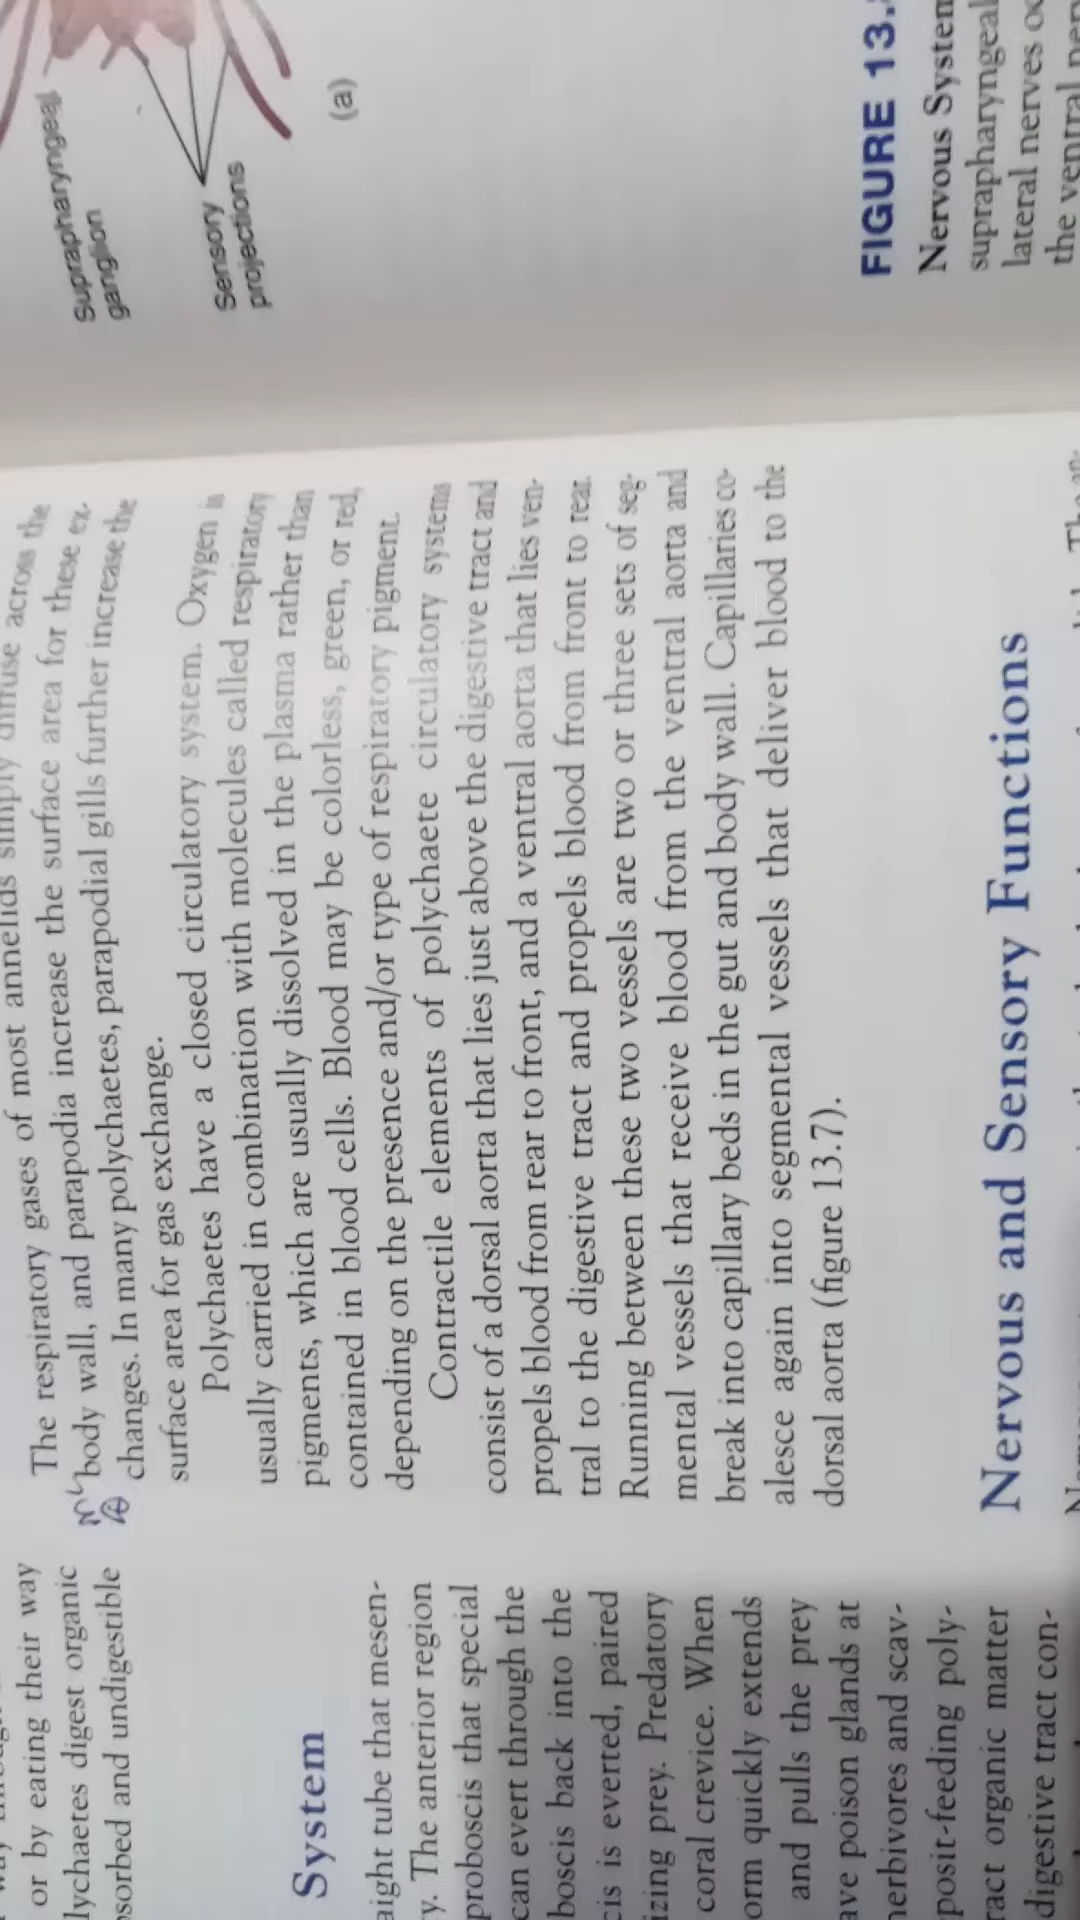 or by eating their way
lychaetes digest organic
sorbed and undigestible
System
aight tube that mesen-
y. The anterior region
proboscis that special
can evert through the
boscis back into the
cis is everted, paired
izing prey. Predatory
coral crevice. When
orm quickly extends
and pulls the prey
ave poison glands at
herbivores and scav-
posit-feeding poly-
ract organic matter
digestive tract con-
The respiratory gases of most annelids simply diffuse across the
body wall, and parapodia increase the surface area for these ex-
changes. In many polychaetes, parapodial gills further increase the
surface area for gas exchange.
Polychaetes have a closed circulatory system. Oxygen is
usually carried in combination with molecules called respiratory
pigments, which are usually dissolved in the plasma rather than
contained in blood cells. Blood may be colorless, green, or red,
depending on the presence and/or type of respiratory pigment.
Contractile elements of polychaete circulatory systems
consist of a dorsal aorta that lies just above the digestive tract and
propels blood from rear to front, and a ventral aorta that lies ven-
tral to the digestive tract and propels blood from front to rear.
Running between these two vessels are two or three sets of seg-
mental vessels that receive blood from the ventral aorta and
break into capillary beds in the gut and body wall. Capillaries co-
alesce again into segmental vessels that deliver blood to the
dorsal aorta (figure 13.7).
Nervous and Sensory Functions
Suprapharyngeal
ganglion
Sensory
projections
(a)
FIGURE 13.
Nervous System
suprapharyngeal
lateral nerves oc
the ventral ner